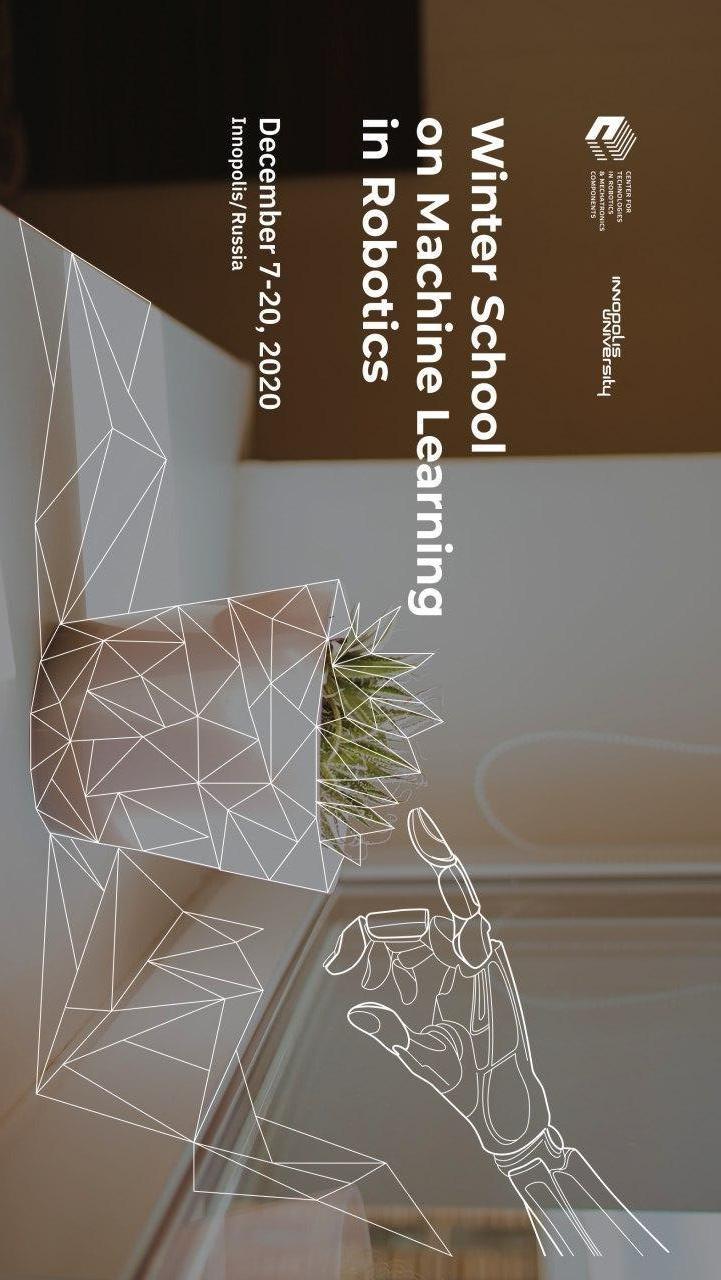 CENTER FOR
TECHNOLOGIES
IN ROBOTICS
& MECHATRONICS
COMPONENTS
INNOPOLIS
UNIVERSITY
Winter School
on Machine Learning
in Robotics
December 7-20, 2020
Innopolis/Russia